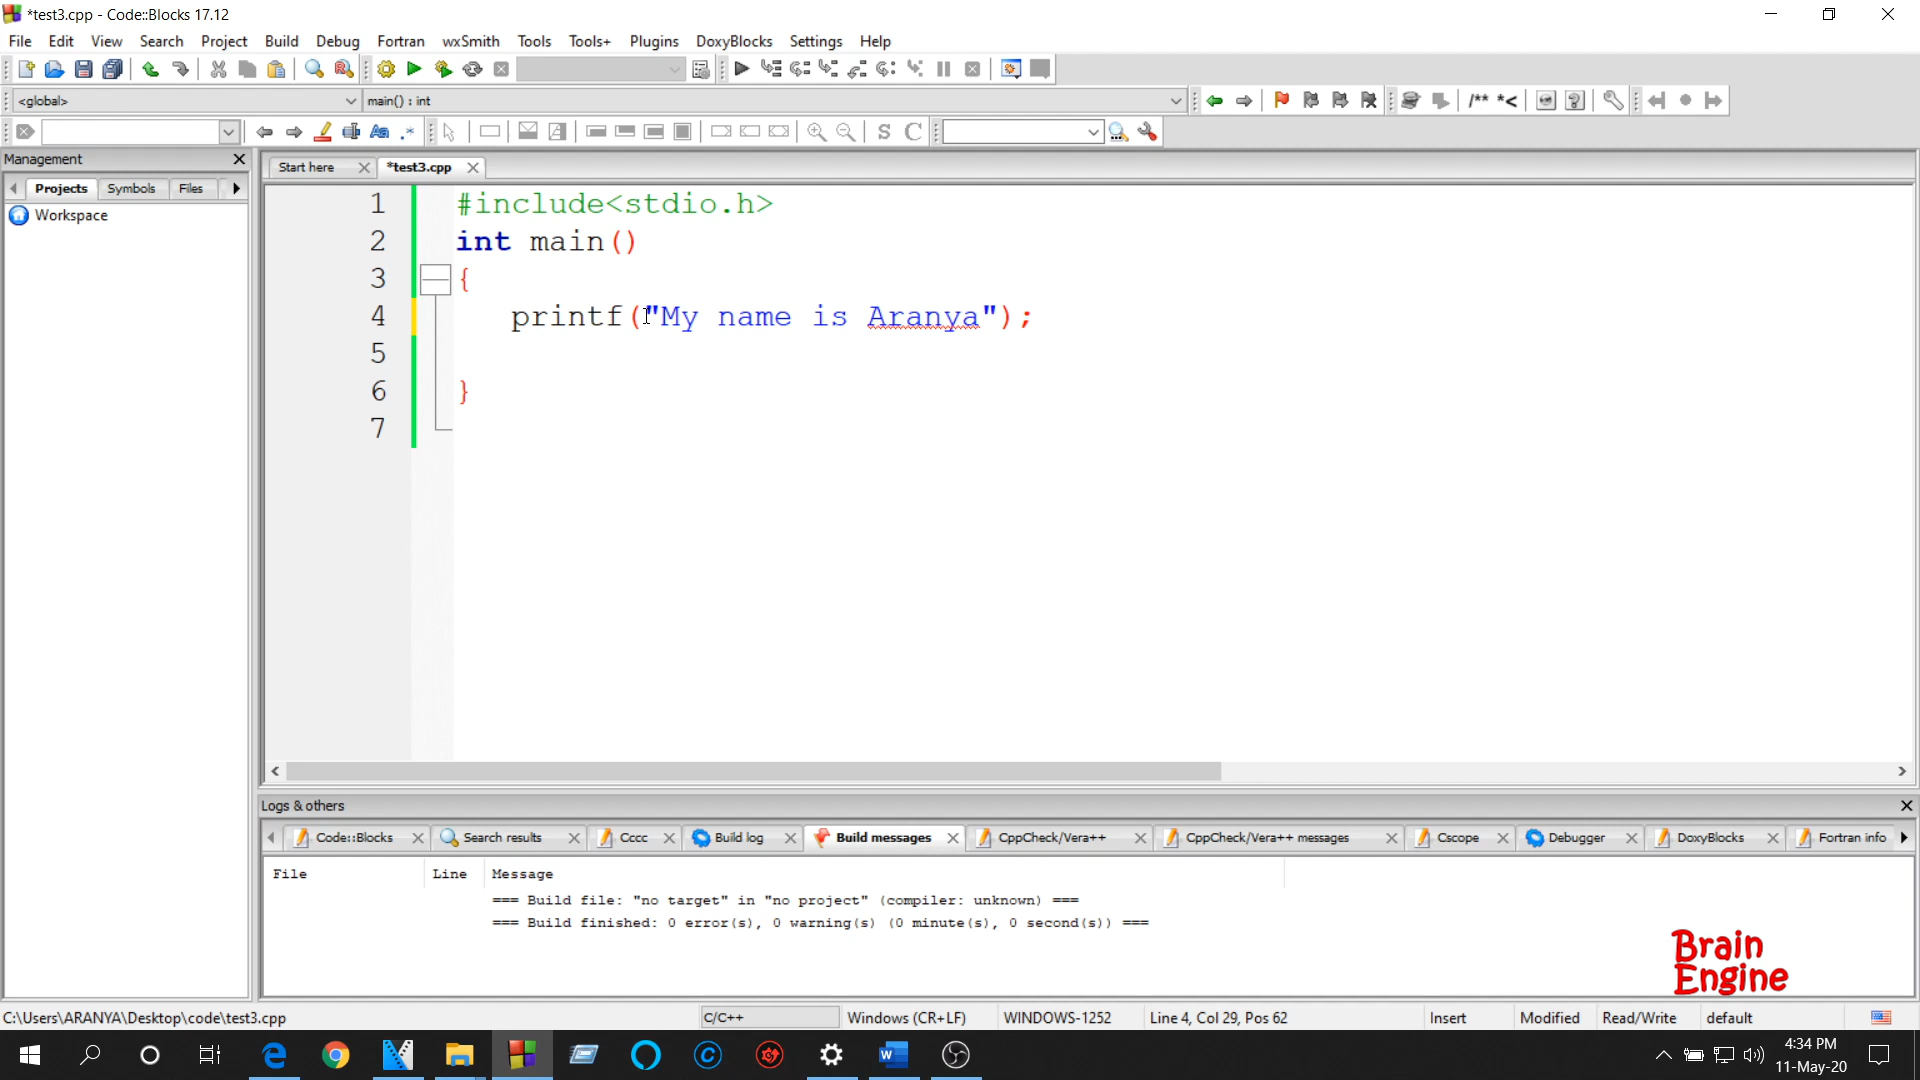 *test3.cpp - Code::Blocks 17.12
File Edit View Search Project Build Debug Fortran wxSmith Tools Tools+ Plugins DoxyBlocks Settings Help
<global> main() : int /** *<
S C
Management
Projects Symbols Files
Workspace
Start here *test3.cpp
1 #include<stdio.h>
2 int main()
3 {
4 printf("My name is Aranya");
5
6 }
7
Logs & others
Code::Blocks Search results Cccc Build log Build messages CppCheck/Vera++ CppCheck/Vera++ messages Cscope Debugger DoxyBlocks Fortran info
File Line Message
=== Build file: "no target" in "no project" (compiler: unknown) ===
=== Build finished: 0 error(s), 0 warning(s) (0 minute(s), 0 second(s)) ===
Brain
Engine
C:\Users\ARANYA\Desktop\code\test3.cpp C/C++ Windows (CR+LF) WINDOWS-1252 Line 4, Col 29, Pos 62 Insert Modified Read/Write default
4:34 PM
11-May-20